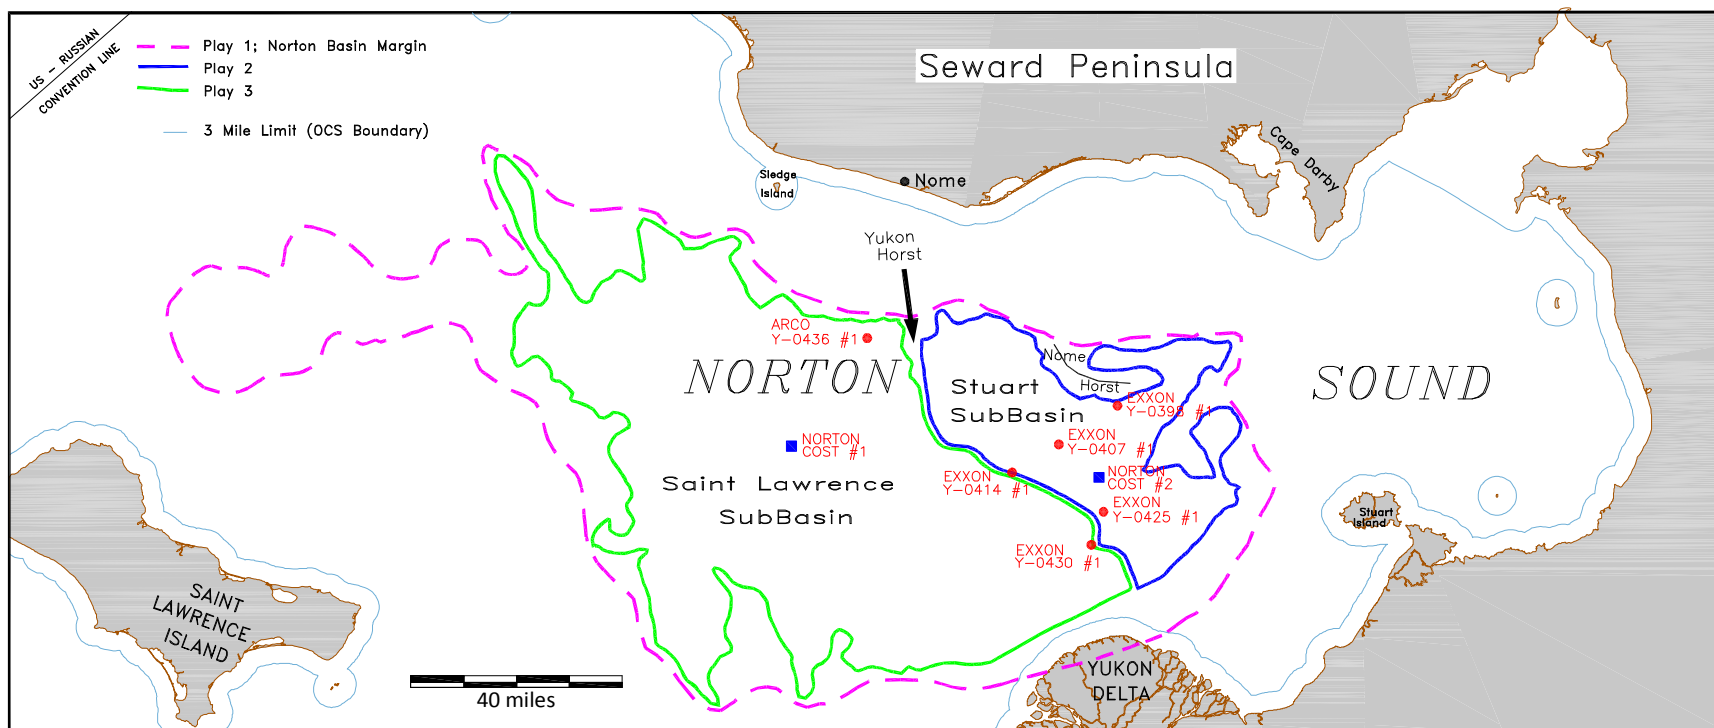 US - RUSSIAN
CONVENTION LINE
Play 1; Norton Basin Margin
Play 2
Play 3
3 Mile Limit (OCS Boundary)
Seward Peninsula
Cape Darby
Sledge
Island
Nome
Yukon
Horst
ARCO
Y-0436 #1
NORTON
SOUND
Nome
Horst
Stuart
SubBasin
EXXON
Y-0398 #1
EXXON
Y-0407 #1
NORTON
COST #1
NORTON
COST #2
EXXON
Y-0414 #1
Saint Lawrence
SubBasin
EXXON
Y-0425 #1
Stuart
Island
EXXON
Y-0430 #1
SAINT
LAWRENCE
ISLAND
40 miles
YUKON
DELTA